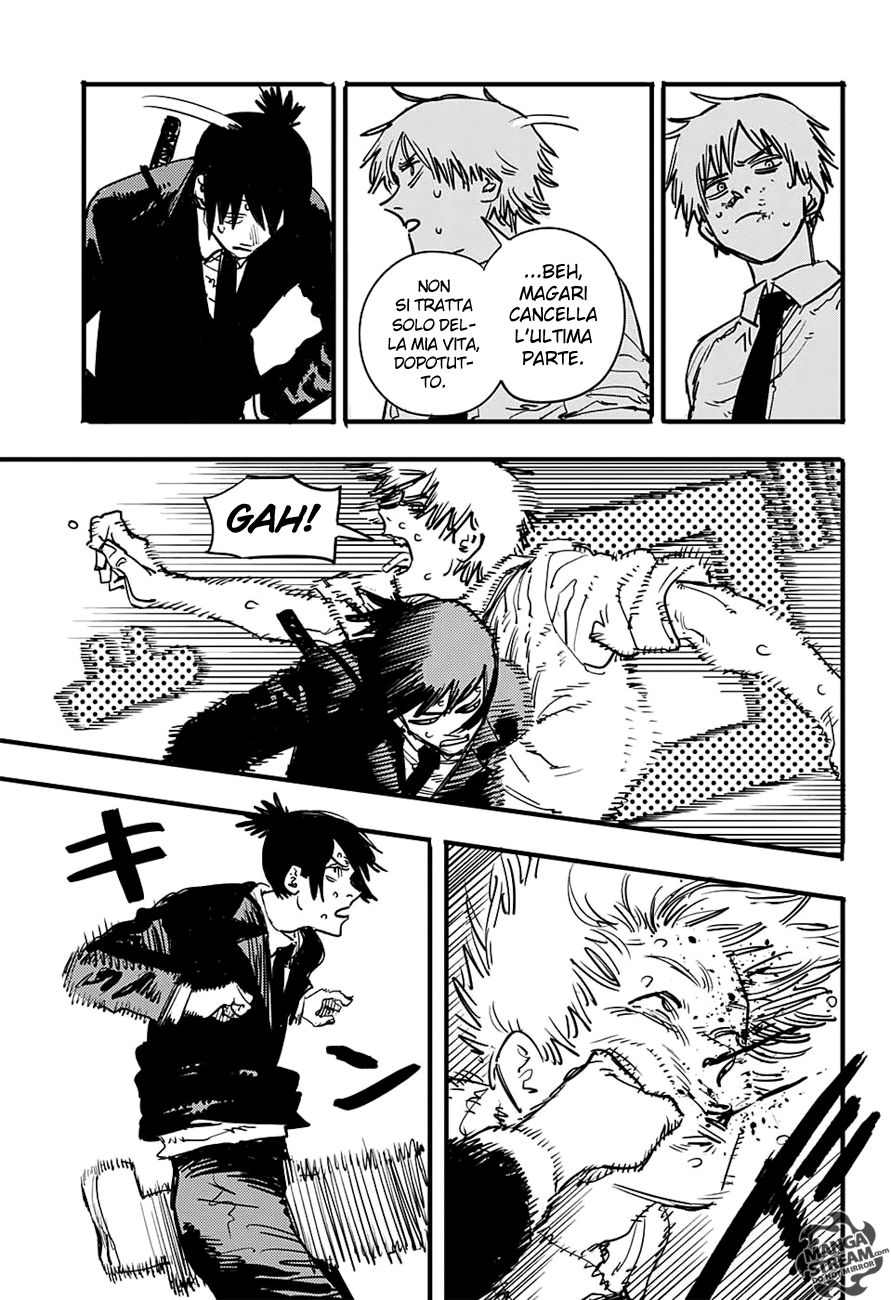 ...BEH,
MAGARI
CANCELLA
L'ULTIMA
PARTE.
NON
SI TRATTA
SOLO DEL-
LA MIA VITA,
DOPOTUT-
TO.
GAH!
キーン
MANGA
STREAM.com
DO NOT MIRROR